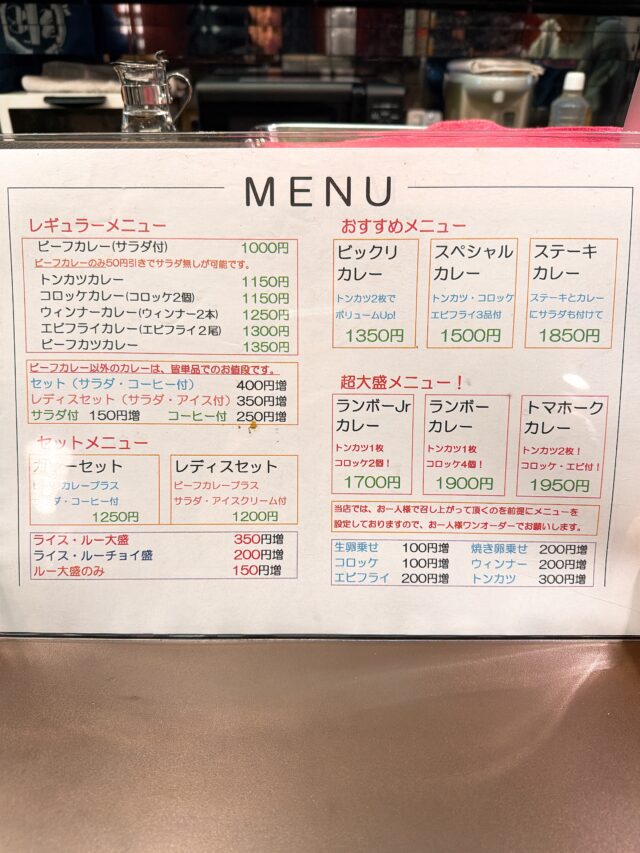 MENU
レギュラーメニュー
ビーフカレー(サラダ付) 1000円
ビーフカレーのみ50円引きでサラダ無しが可能です。
トンカツカレー 1150円
コロッケカレー(コロッケ2個) 1150円
ウィンナーカレー(ウィンナー2本) 1250円
エビフライカレー(エビフライ2尾) 1300円
ビーフカツカレー 1350円
ビーフカレー以外のカレーは、皆単品でのお値段です。
セット(サラダ・コーヒー付) 400円増
レディスセット(サラダ・アイス付) 350円増
サラダ付 150円増 コーヒー付 250円増
セットメニュー
ーセット
カレープラス
ダ・コーヒー付
1250円
レディスセット
ビーフカレープラス
サラダ・アイスクリーム付
1200円
ライス・ルー大盛 350円増
ライス・ルーチョイ盛 200円増
ルー大盛のみ 150円増
おすすめメニュー
ビックリ
カレー
トンカツ2枚で
ボリュームUp!
1350円
スペシャル
カレー
トンカツ・コロッケ
エビフライ3品付
1500円
ステーキ
カレー
ステーキとカレー
にサラダも付けて
1850円
超大盛メニュー!
ランボーJr
カレー
トンカツ1枚
コロッケ2個!
1700円
ランボー
カレー
トンカツ1枚
コロッケ4個!
1900円
トマホーク
カレー
トンカツ2枚!
コロッケ・エビ付!
1950円
当店では、お一人様で召し上がって頂くのを前提にメニューを
設定しておりますので、お一人様ワンオーダーでお願いします。
生卵乗せ 100円増 焼き卵乗せ 200円増
コロッケ 100円増 ウィンナー 200円増
エビフライ 200円増 トンカツ 300円増